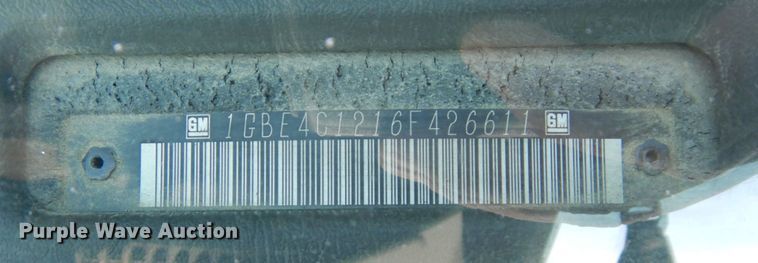 GM 1GBE4C1216F426611 GM
Purple Wave Auction